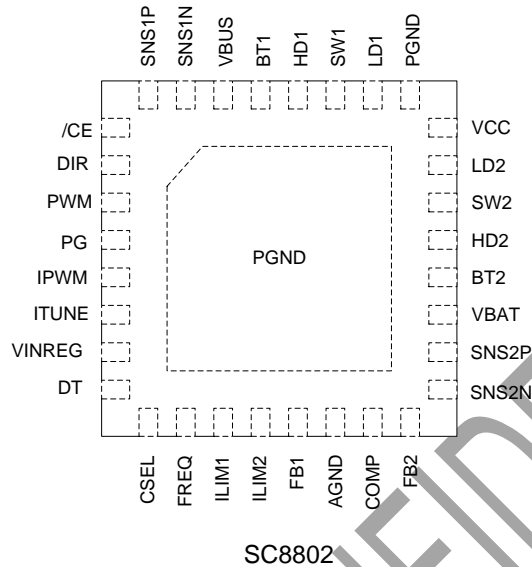 SNS1P
SNS1N
VBUS
BT1
HD1
SW1
LD1
PGND
/CE
DIR
PWM
PG
IPWM
ITUNE
VINREG
DT
PGND
VCC
LD2
SW2
HD2
BT2
VBAT
SNS2P
SNS2N
CSEL
FREQ
ILIM1
ILIM2
FB1
AGND
COMP
FB2
SC8802